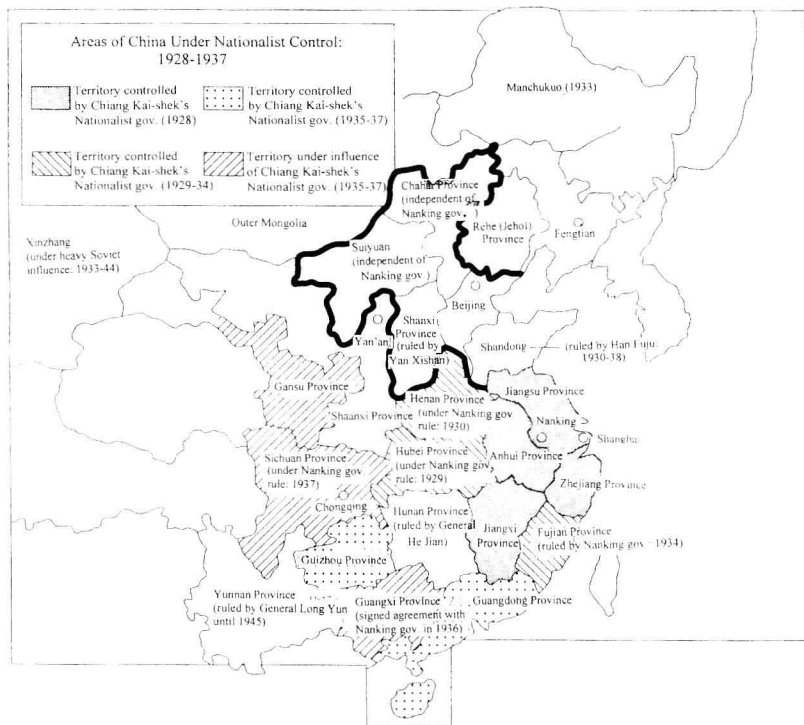 Areas of China Under Nationalist Control:
1928-1937
Territory controlled
by Chiang Kai-shek's
Nationalist gov. (1928)
Territory controlled
by Chiang Kai-shek's
Nationalist gov. (1935-37)
Territory controlled
by Chiang Kai-shek's
Nationalist gov. (1929-34)
Territory under influence
of Chiang Kai-shek's
Nationalist gov. (1935-37)
Manchukuo (1933)
Chahar Province
(independent of
Nanking gov. )
Rehe (Jehol)
Province
Fengtian
Outer Mongolia
Xinzhang
(under heavy Soviet
influence: 1933-44)
Suiyuan
(independent of
Nanking gov )
Beijing
Shanxi
Province
(ruled by
Yan Xishan)
Yan'an
Shandong
(ruled by Han Fuju:
1930-38)
Gansu Province
Shaanxi Province
Henan Province
(under Nanking gov
rule: 1930)
Jiangsu Province
Nanking
Shangha
Anhui Province
Sichuan Province
(under Nanking gov
rule: 1937)
Hubei Province
(under Nanking gov
rule: 1929)
Zhejiang Province
Chongqing
Hunan Province
(ruled by General
He Jian)
Jiangxi
Province
Fujian Province
(ruled by Nanking gov - 1934)
Guizhou Province
Yunnan Province
(ruled by General Long Yun
until 1945)
Guangxi Province
(signed agreement with
Nanking gov. in 1936)
Guangdong Province